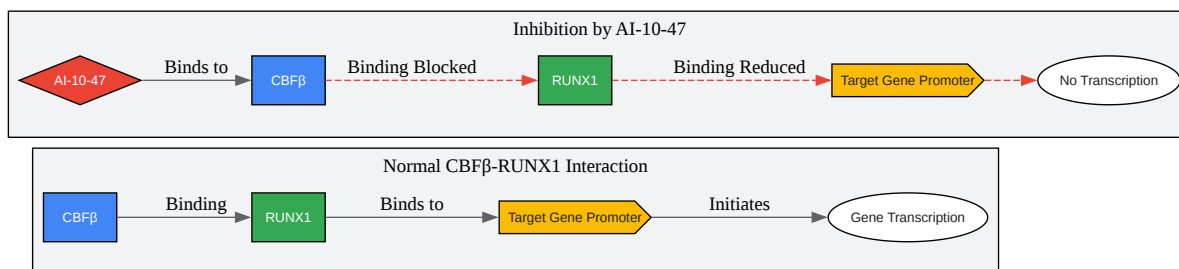 Inhibition by AI-10-47
AI-10-47
Binds to
CBFβ
Binding Blocked
RUNX1
Binding Reduced
Target Gene Promoter
No Transcription
Normal CBFβ-RUNX1 Interaction
CBFβ
Binding
RUNX1
Binds to
Target Gene Promoter
Initiates
Gene Transcription